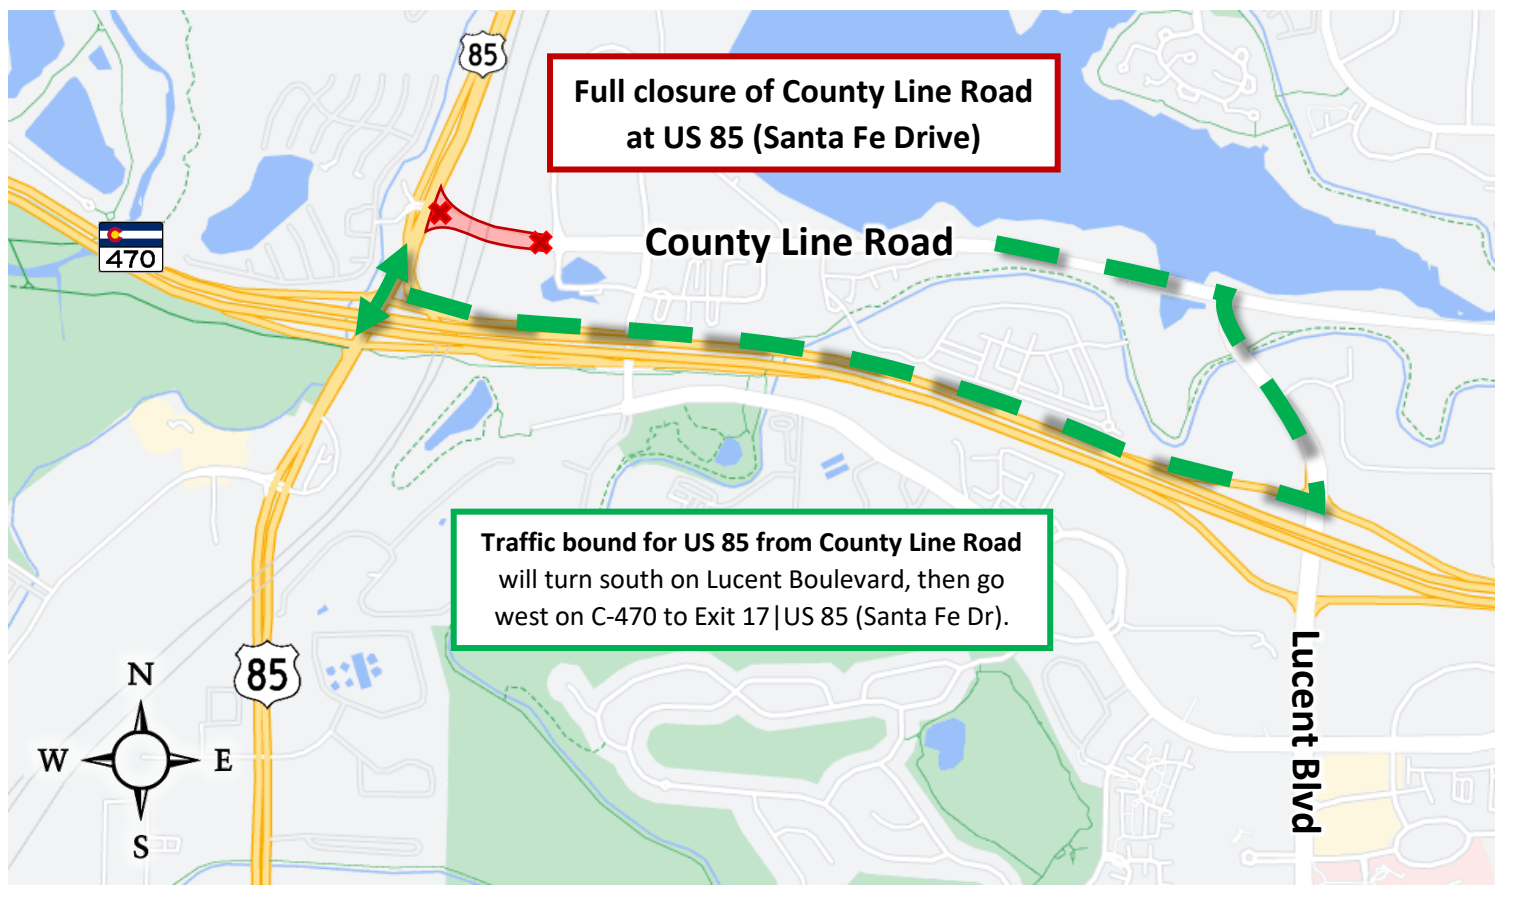 85
Full closure of County Line Road
at US 85 (Santa Fe Drive)
470
County Line Road
Traffic bound for US 85 from County Line Road
will turn south on Lucent Boulevard, then go
west on C-470 to Exit 17|US 85 (Santa Fe Dr).
85
Lucent Blvd
N
W
E
S